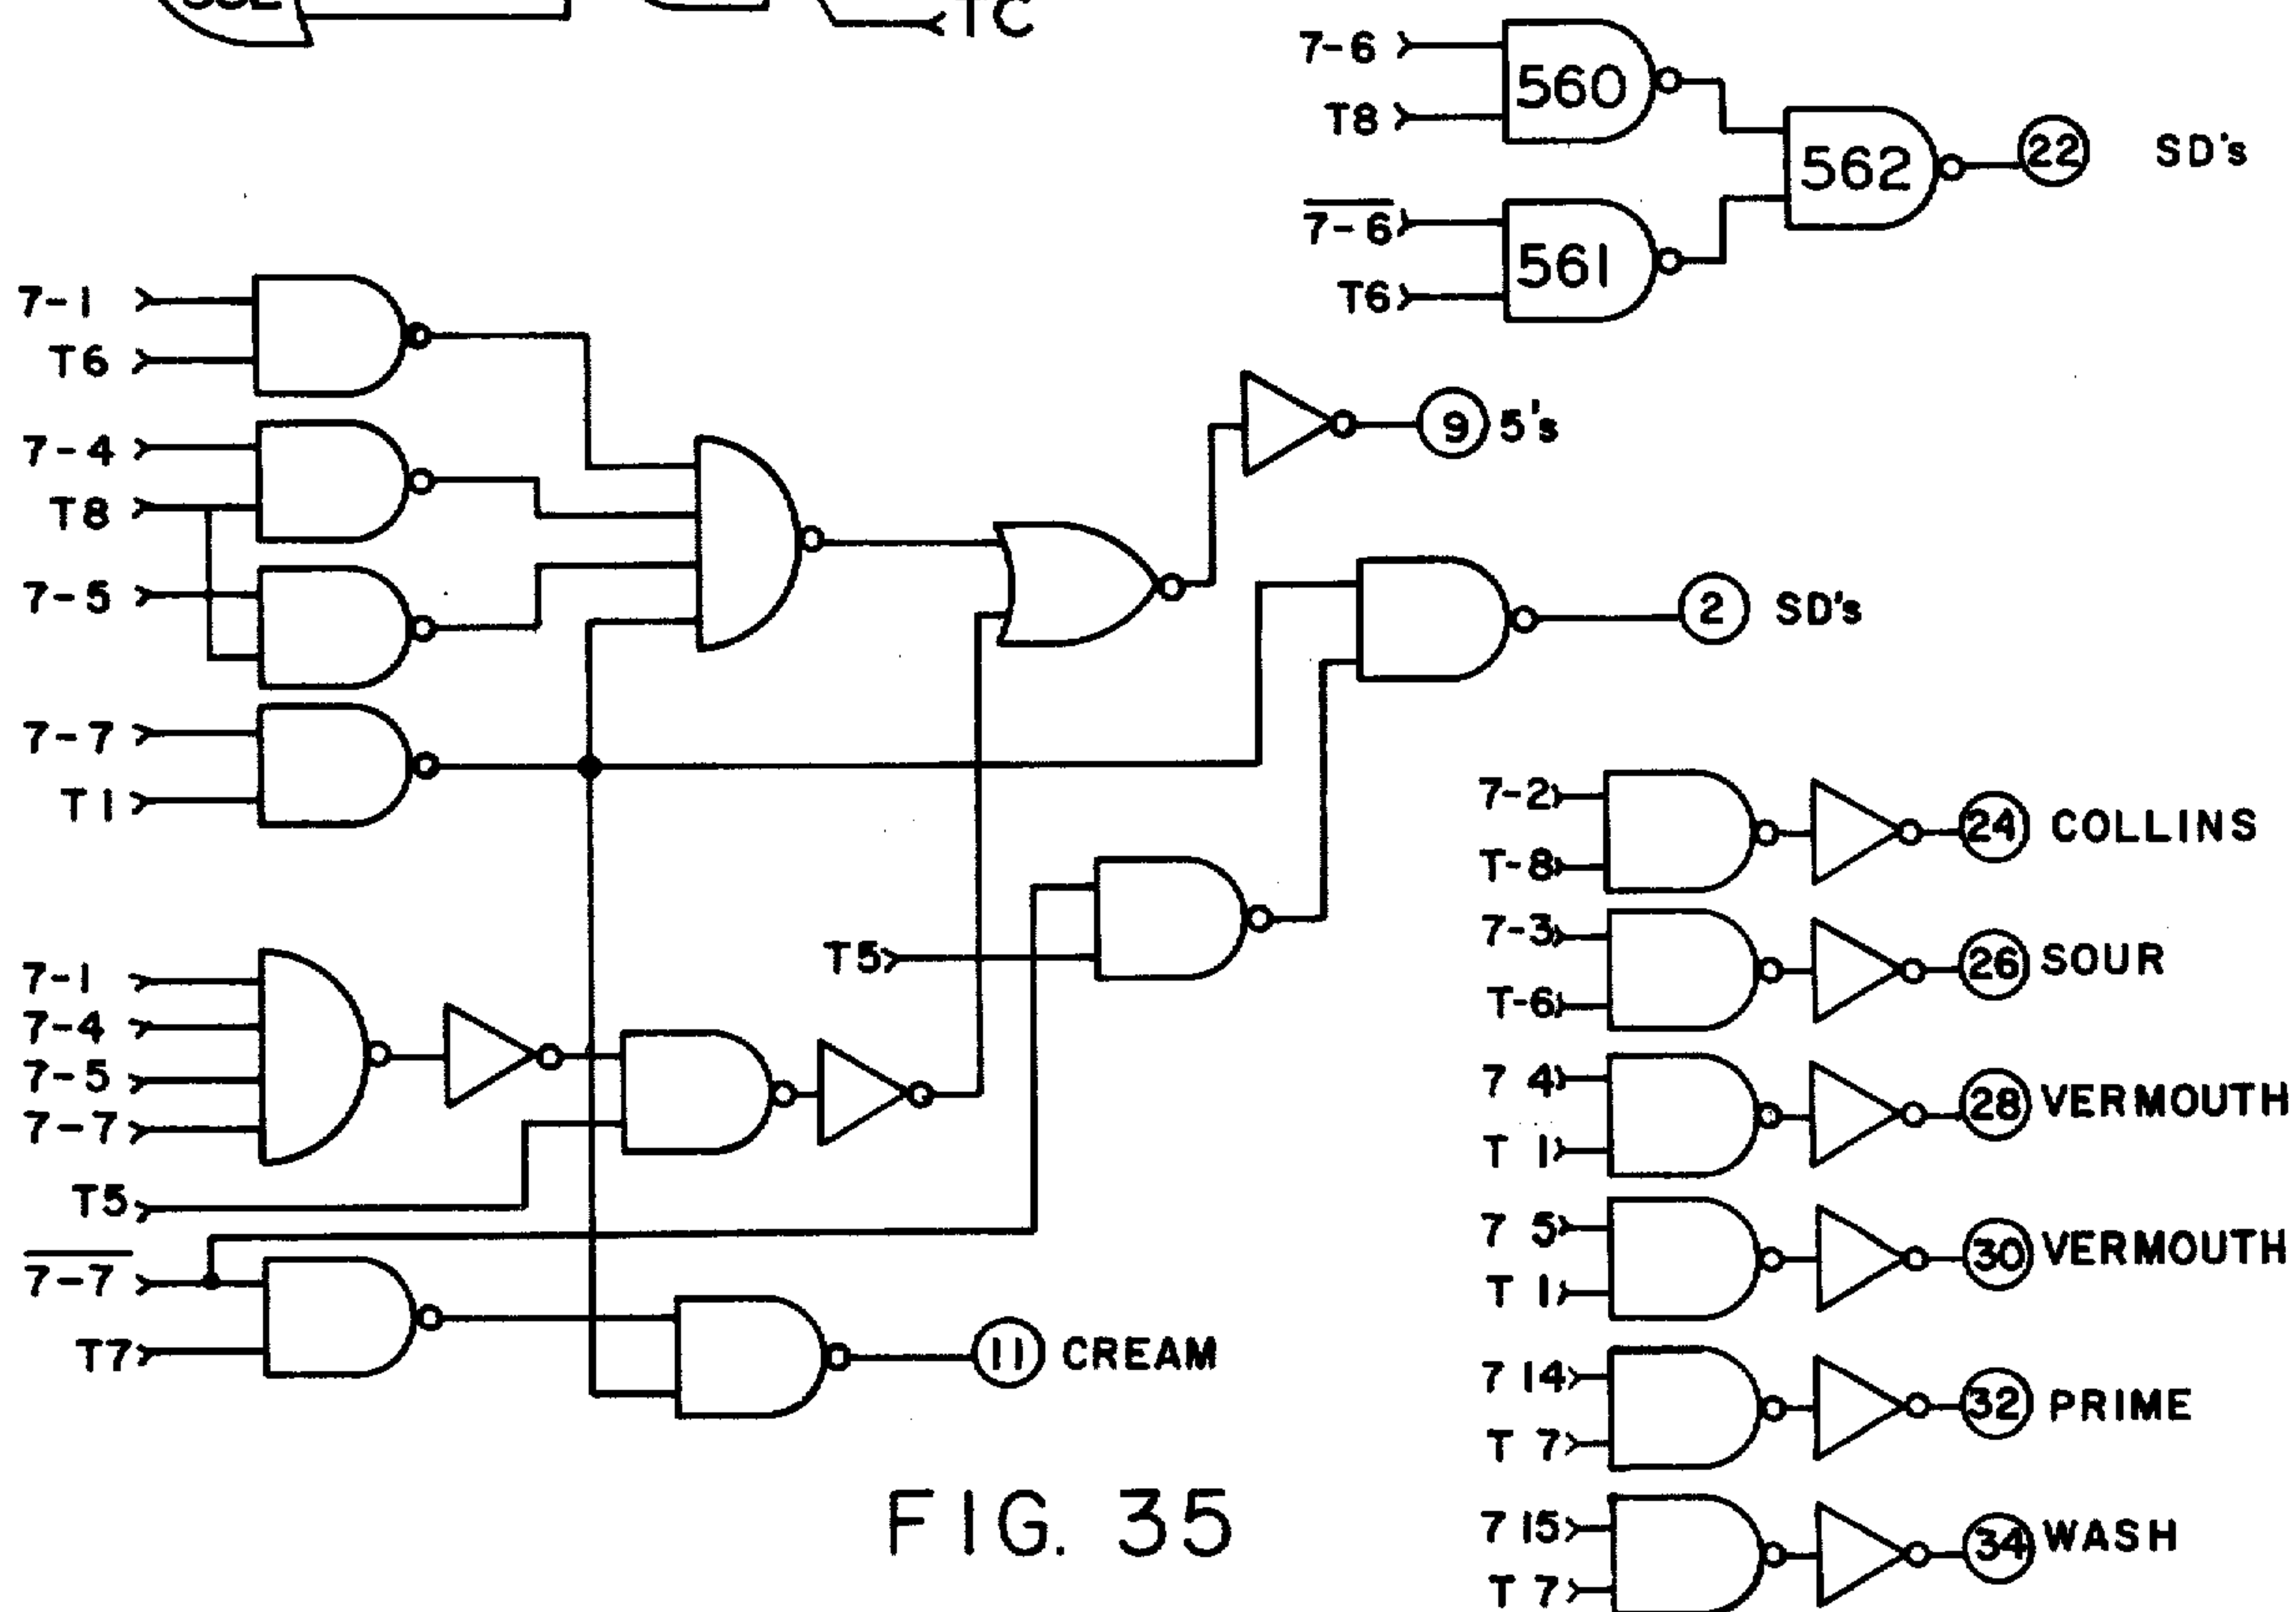 TC
7-6
T8
560
562
22 SD's
7-6
T6
561
7-1
T6
7-4
T8
7-5
7-7
T1
9 5's
2 SD's
7-1
7-4
7-5
7-7
T5
7-7
T7
T5
11 CREAM
7-2
T-8
24 COLLINS
7-3
T-6
26 SOUR
7 4
T 1
28 VERMOUTH
7 5
T 1
30 VERMOUTH
7 14
T 7
32 PRIME
7 15
T 7
34 WASH
FIG. 35